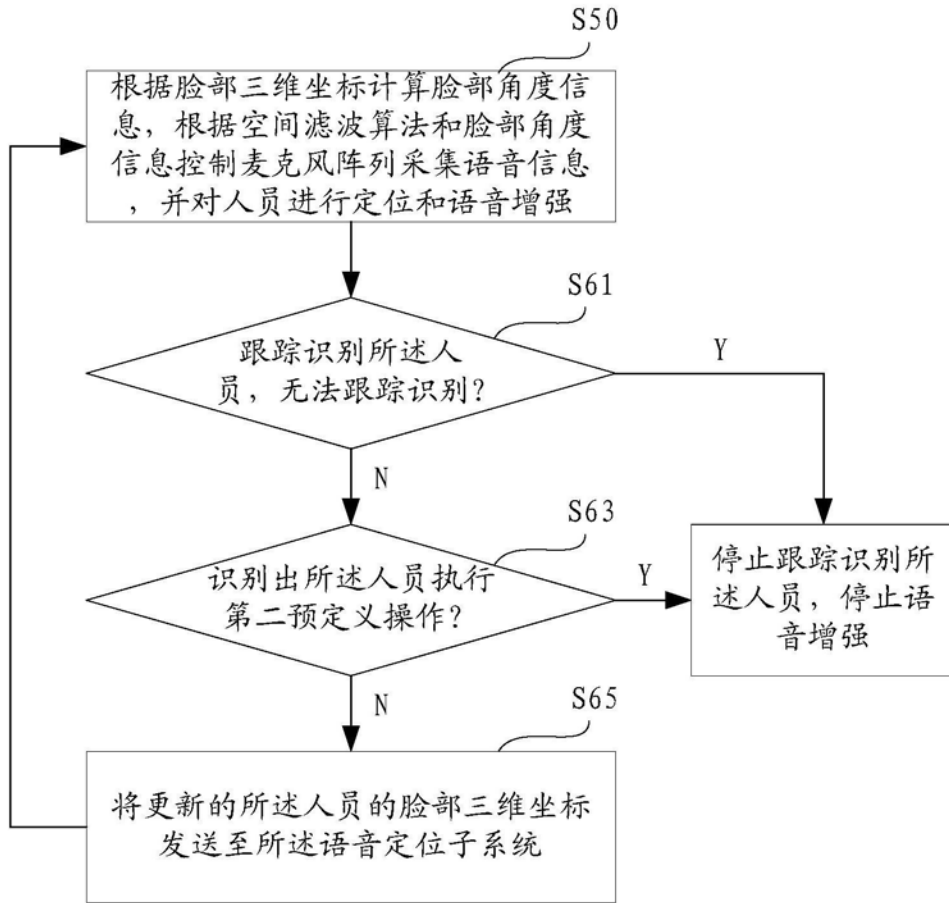 S50
根据脸部三维坐标计算脸部角度信
息，根据空间滤波算法和脸部角度
信息控制麦克风阵列采集语音信息
，并对人员进行定位和语音增强
S61
跟踪识别所述人
员，无法跟踪识别？
Y
N
S63
识别出所述人员执行
第二预定义操作？
Y
停止跟踪识别所
述人员，停止语
音增强
N
S65
将更新的所述人员的脸部三维坐标
发送至所述语音定位子系统